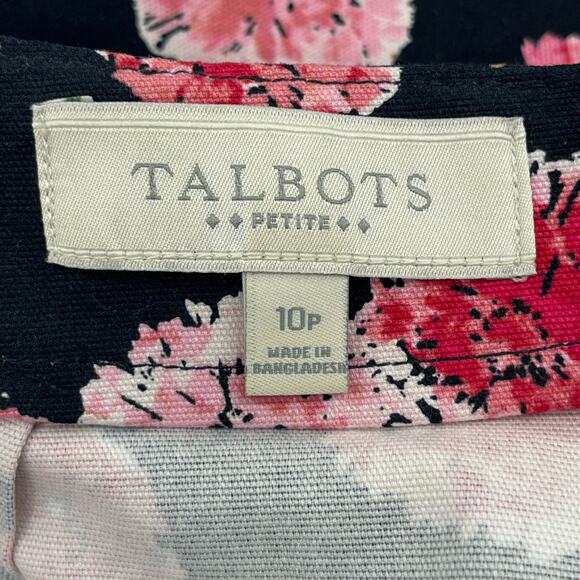 TALBOTS
PETITE
10P
MADE IN
BANGLADESH